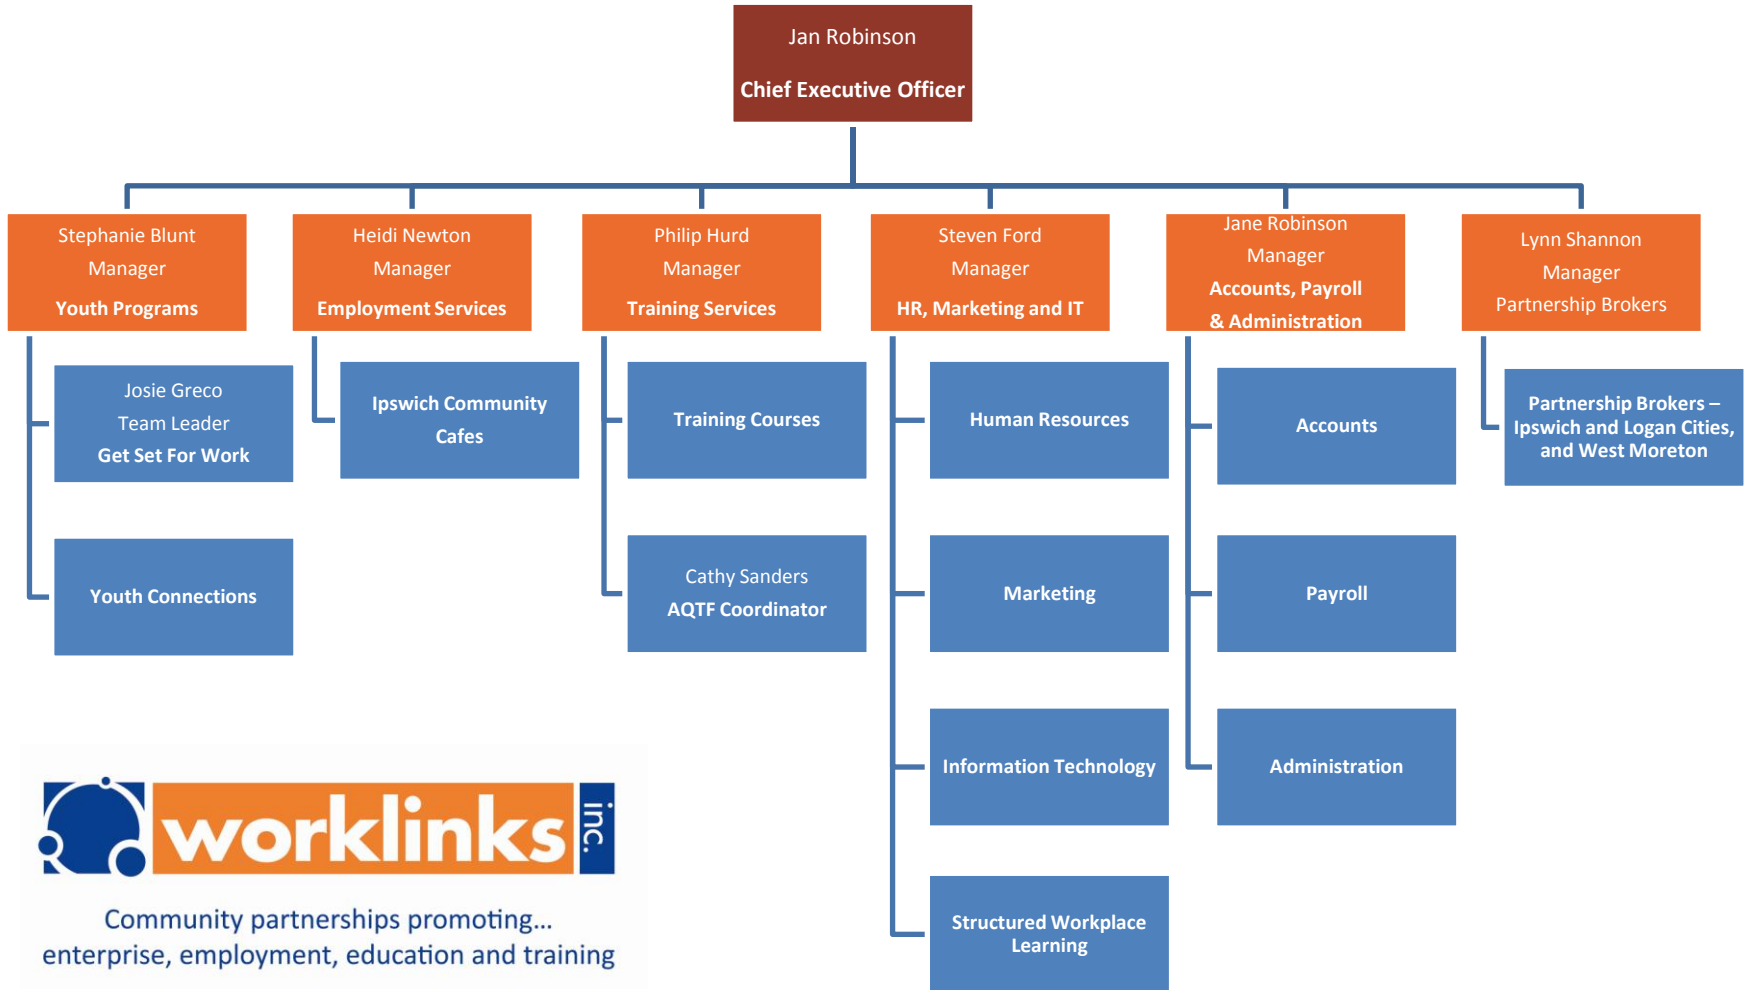 Jan Robinson
Chief Executive Officer
Stephanie Blunt
Manager
Youth Programs
Heidi Newton
Manager
Employment Services
Philip Hurd
Manager
Training Services
Steven Ford
Manager
HR, Marketing and IT
Jane Robinson
Manager
Accounts, Payroll
& Administration
Lynn Shannon
Manager
Partnership Brokers
Josie Greco
Team Leader
Get Set For Work
Youth Connections
Ipswich Community
Cafes
Training Courses
Cathy Sanders
AQTF Coordinator
Human Resources
Marketing
Information Technology
Structured Workplace
Learning
Accounts
Payroll
Administration
Partnership Brokers –
Ipswich and Logan Cities,
and West Moreton
worklinks inc.
Community partnerships promoting...
enterprise, employment, education and training